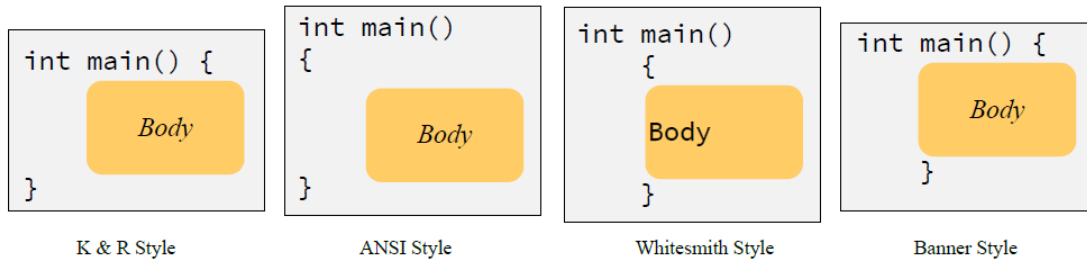 int main() {
Body
}
K & R Style
int main()
{
Body
}
ANSI Style
int main()
{
Body
}
Whitesmith Style
int main() {
Body
}
Banner Style